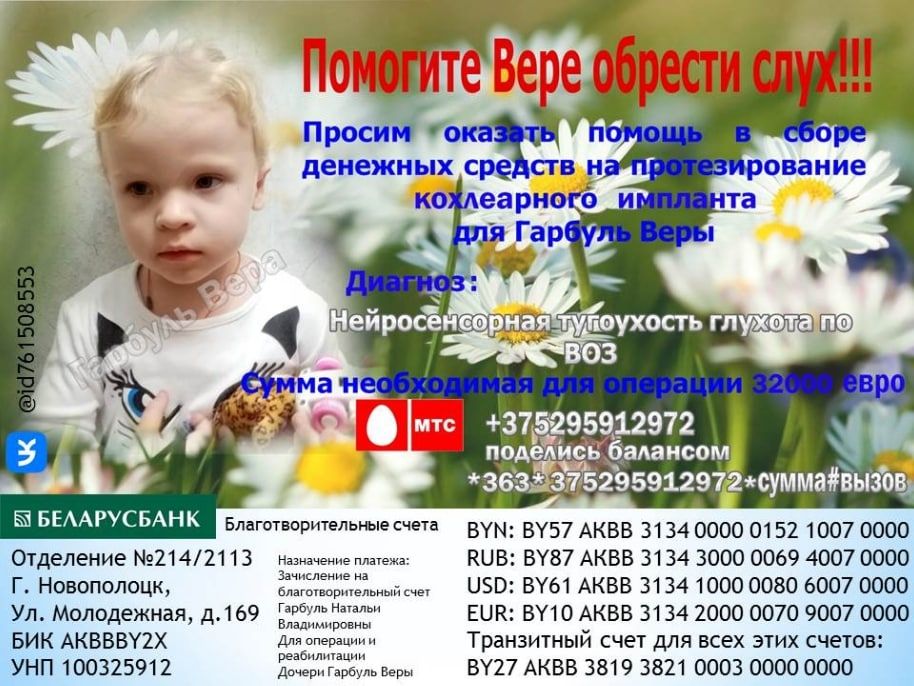 Помогите Вере обрести слух!!!
Просим оказать помощь в сборе
денежных средств на протезирование
кохлеарного импланта
для Гарбуль Веры
Диагноз:
Нейросенсорная тугоухость глухота по
ВОЗ
Сумма необходимая для операции 32000 евро
Гарбуль Вера
@id761508553
МТС
+375295912972
поделись балансом
*363*375295912972*сумма#вызов
БЕЛАРУСБАНК
Отделение №214/2113
Г. Новополоцк,
Ул. Молодежная, д.169
БИК AKBBBY2X
УНП 100325912
Благотворительные счета
Назначение платежа:
Зачисление на
благотворительный счет
Гарбуль Натальи
Владимировны
Для операции и
реабилитации
Дочери Гарбуль Веры
BYN: BY57 AKBB 3134 0000 0152 1007 0000
RUB: BY87 AKBB 3134 3000 0069 4007 0000
USD: BY61 AKBB 3134 1000 0080 6007 0000
EUR: BY10 AKBB 3134 2000 0070 9007 0000
Транзитный счет для всех этих счетов:
BY27 AKBB 3819 3821 0003 0000 0000